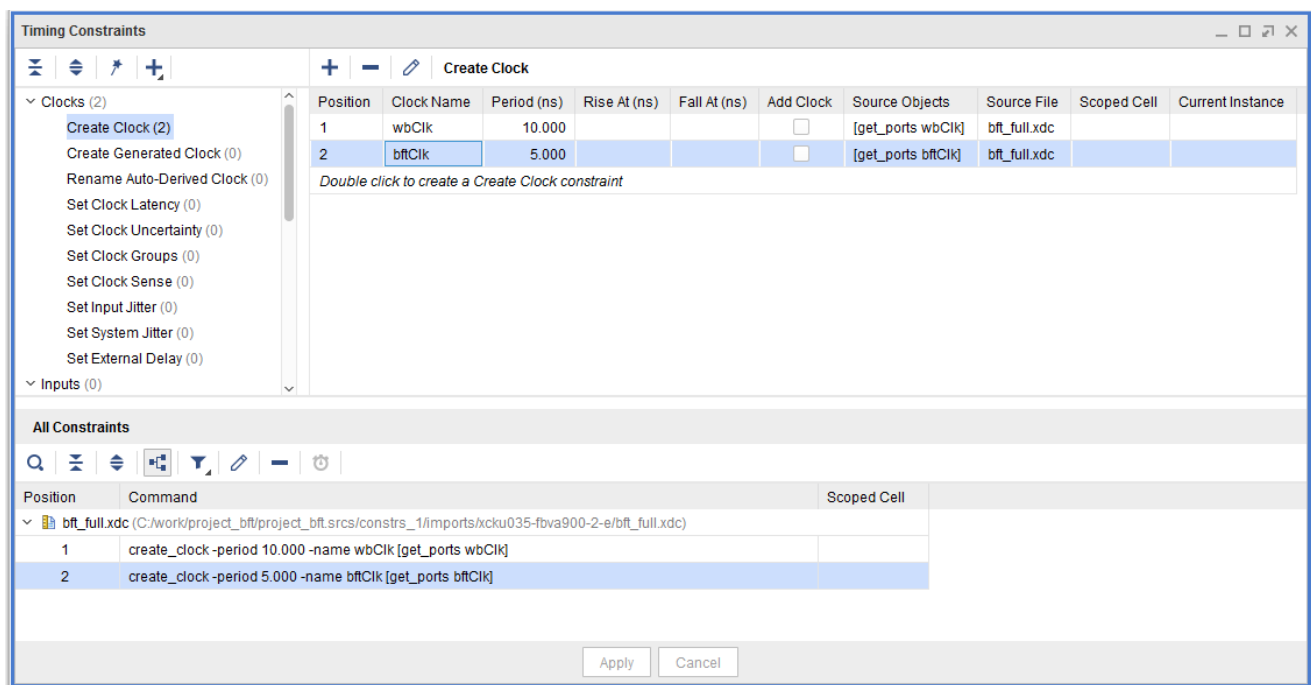 Timing Constraints
Create Clock
Clocks (2)
Create Clock (2)
Create Generated Clock (0)
Rename Auto-Derived Clock (0)
Set Clock Latency (0)
Set Clock Uncertainty (0)
Set Clock Groups (0)
Set Clock Sense (0)
Set Input Jitter (0)
Set System Jitter (0)
Set External Delay (0)
Inputs (0)
Position Clock Name Period (ns) Rise At (ns) Fall At (ns) Add Clock Source Objects Source File Scoped Cell Current Instance
1 wbClk 10.000 [get_ports wbClk] bft_full.xdc
2 bftClk 5.000 [get_ports bftClk] bft_full.xdc
Double click to create a Create Clock constraint
All Constraints
Position Command Scoped Cell
bft_full.xdc (C:/work/project_bft/project_bft.srcs/constrs_1/imports/xcku035-fbva900-2-e/bft_full.xdc)
1 create_clock -period 10.000 -name wbClk [get_ports wbClk]
2 create_clock -period 5.000 -name bftClk [get_ports bftClk]
Apply Cancel